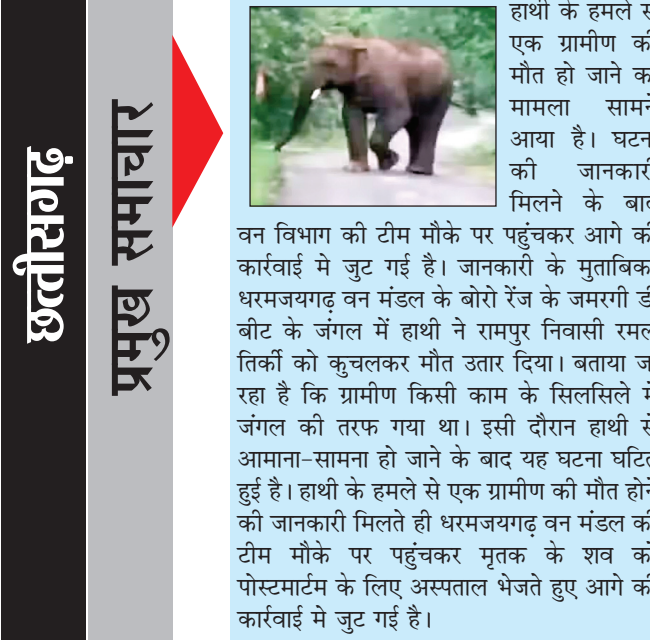 छत्तीसगढ़
प्रमुख समाचार
हाथी के हमले
एक ग्रामीण
मौत हो जाने
मामला
आया है।
की
मिलने के
वन विभाग की टीम मौके पर पहुंचकर आगे
कार्रवाई मे जुट गई है। जानकारी के मुताबिक
धरमजयगढ़ वन मंडल के बोरो रेंज के जमरगी
बीट के जंगल में हाथी ने रामपुर निवासी
तिर्की को कुचलकर मौत उतार दिया। बताया
रहा है कि ग्रामीण किसी काम के सिलसिले
जंगल की तरफ गया था। इसी दौरान हाथी
आमाना-सामना हो जाने के बाद यह घटना
हुई है। हाथी के हमले से एक ग्रामीण की मौत
की जानकारी मिलते ही धरमजयगढ़ वन मंडल
टीम मौके पर पहुंचकर मृतक के शव
पोस्टमार्टम के लिए अस्पताल भेजते हुए आगे
कार्रवाई मे जुट गई है।